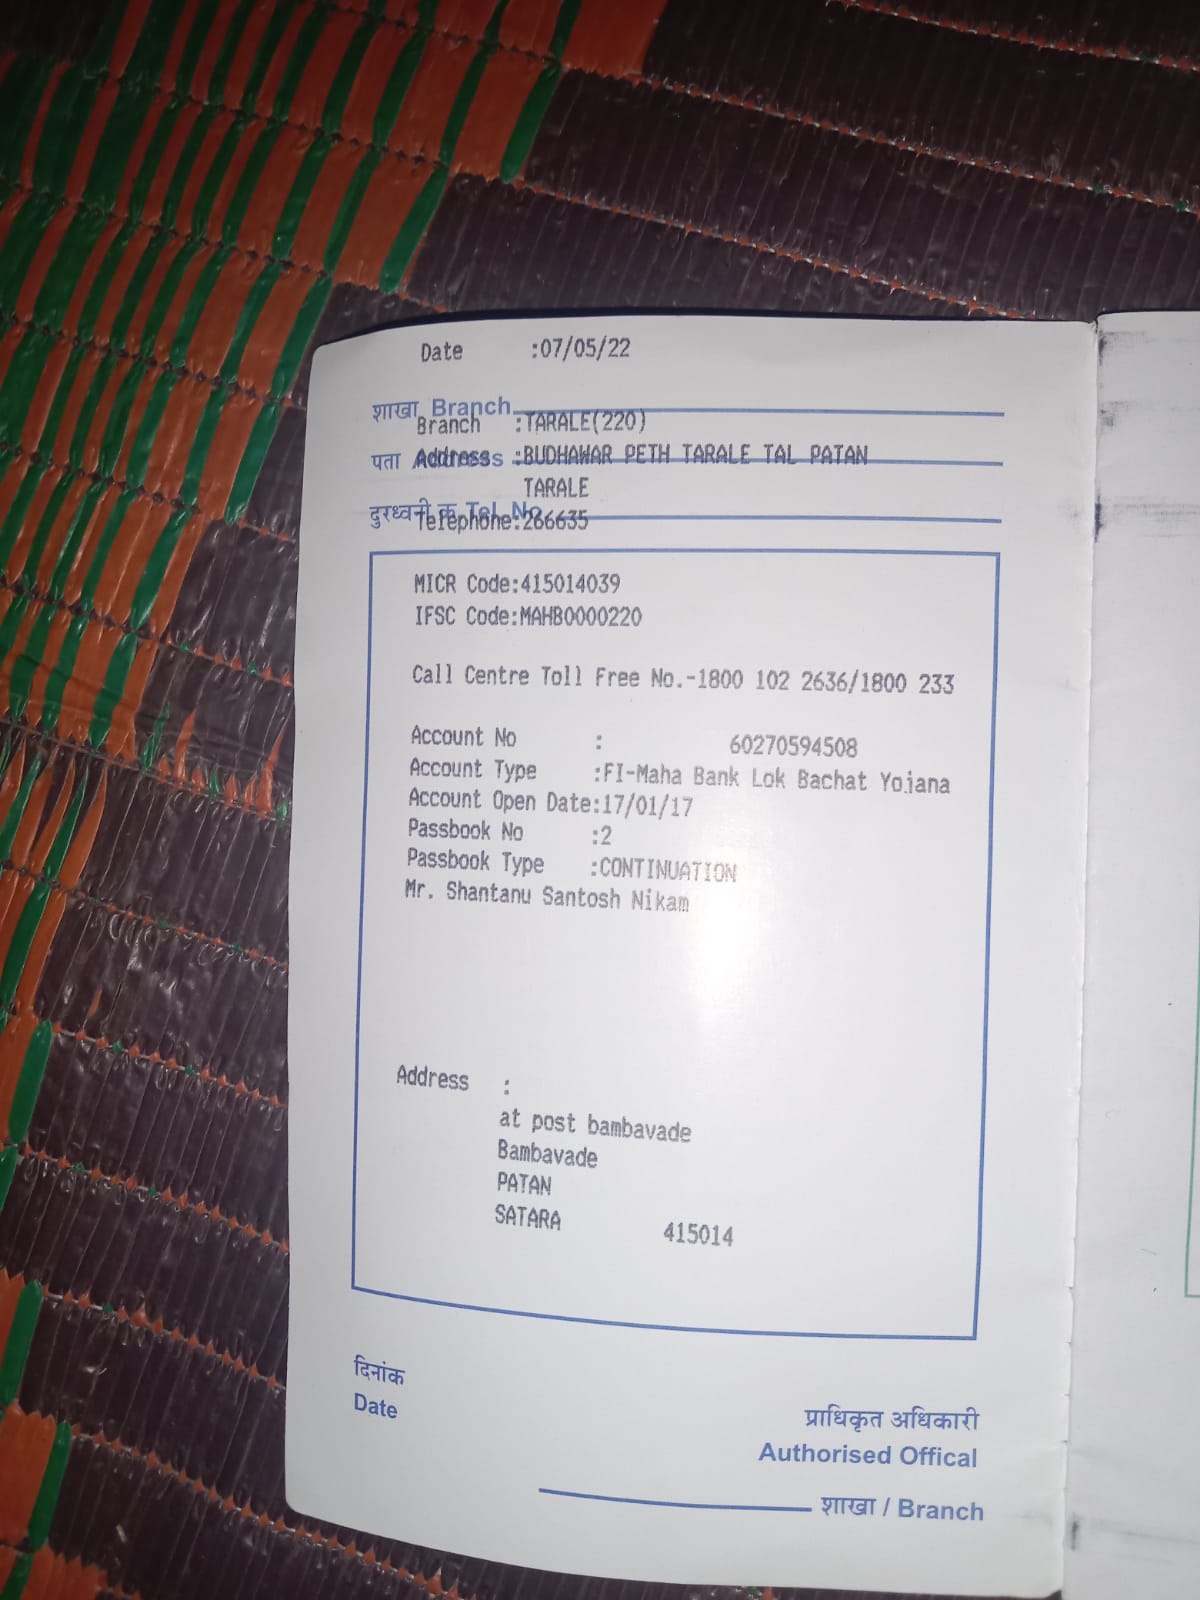 Date :07/05/22
शाखा Branch
Branch :TARALE(220)
पता Address
Address :BUDHAWAR PETH TARALE TAL PATAN
TARALE
दुरध्वनी क्र Tel. No.
Telephone:266635
MICR Code:415014039
IFSC Code:MAHB0000220
Call Centre Toll Free No.-1800 102 2636/1800 233
Account No : 60270594508
Account Type :FI-Maha Bank Lok Bachat Yojana
Account Open Date:17/01/17
Passbook No :2
Passbook Type :CONTINUATION
Mr. Shantanu Santosh Nikam
Address :
at post bambavade
Bambavade
PATAN
SATARA 415014
दिनांक
Date
प्राधिकृत अधिकारी
Authorised Offical
शाखा / Branch